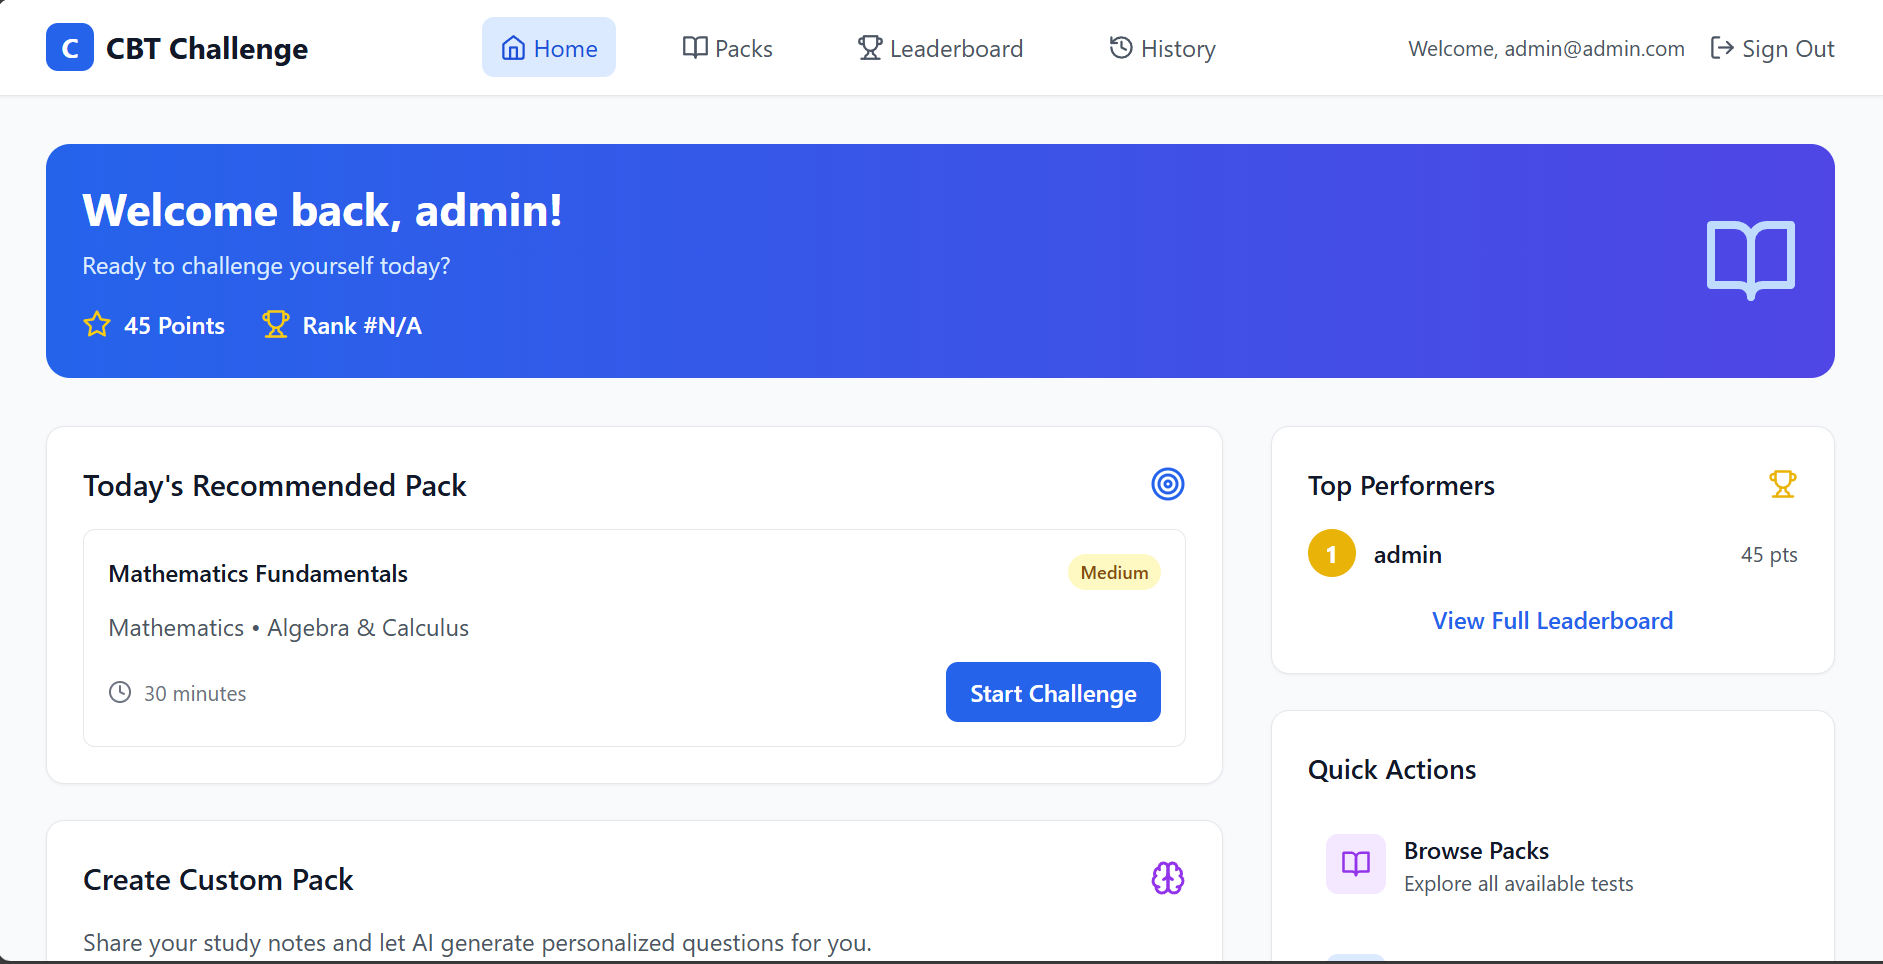 C CBT Challenge
Home
Packs
Leaderboard
History
Welcome, admin@admin.com
Sign Out
Welcome back, admin!
Ready to challenge yourself today?
45 Points
Rank #N/A
Today's Recommended Pack
Mathematics Fundamentals
Medium
Mathematics • Algebra & Calculus
30 minutes
Start Challenge
Create Custom Pack
Share your study notes and let AI generate personalized questions for you.
Top Performers
1 admin 45 pts
View Full Leaderboard
Quick Actions
Browse Packs
Explore all available tests